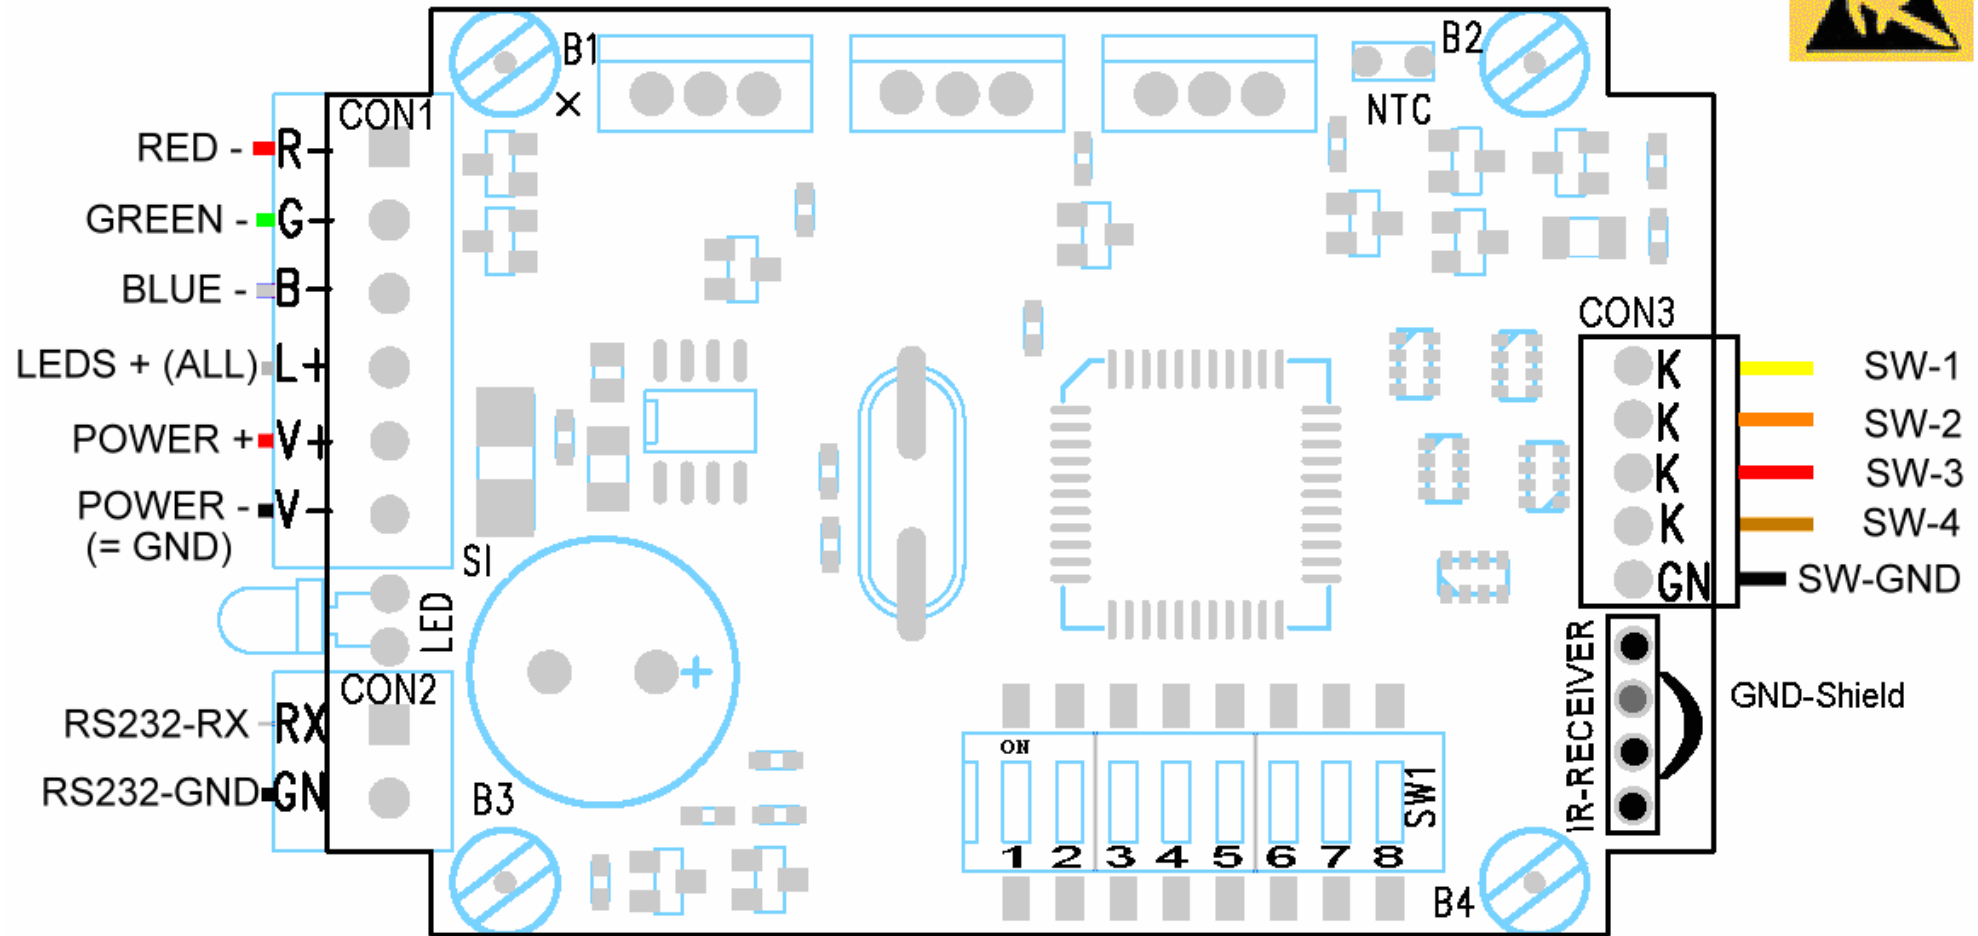 B1
B2
X
NTC
CON1
RED -
R-
GREEN -
G-
BLUE -
B-
LEDS + (ALL)
L+
POWER +
V+
POWER -
(= GND)
V-
SI
LED
CON2
RS232-RX
RX
RS232-GND
GN
B3
CON3
K
SW-1
K
SW-2
K
SW-3
K
SW-4
GN
SW-GND
IR-RECEIVER
GND-Shield
+
ON
SW1
1 2 3 4 5 6 7 8
B4